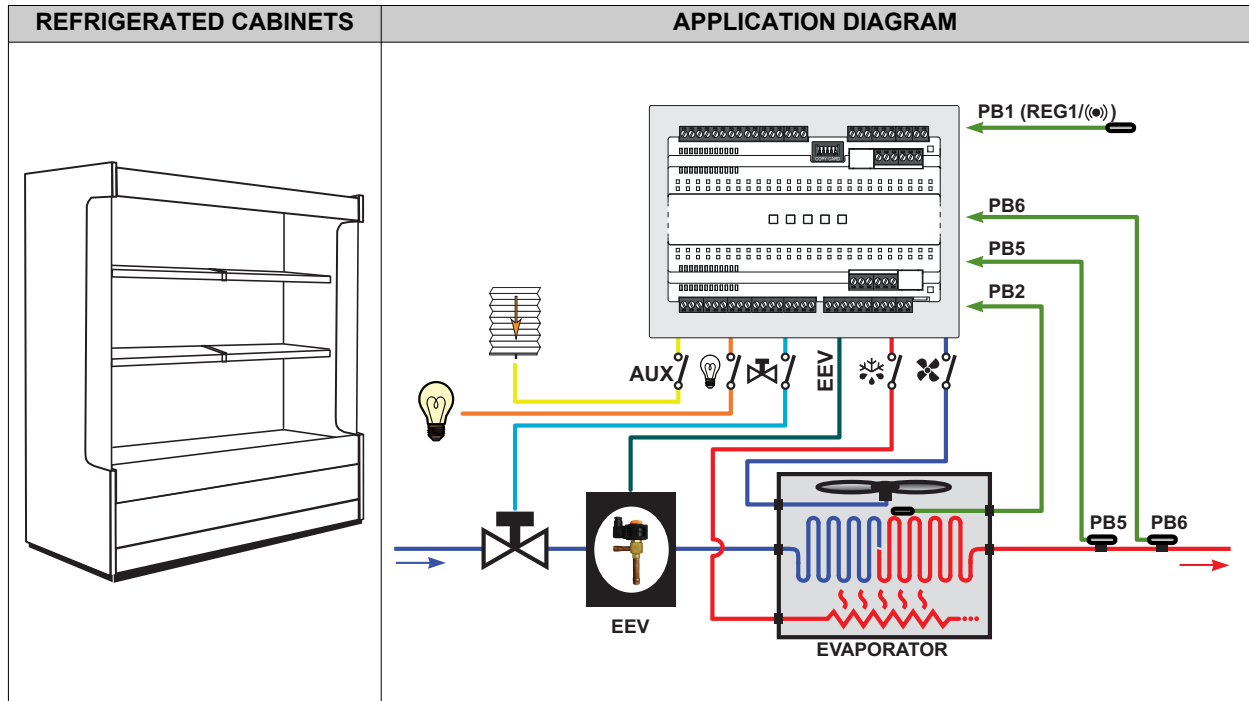 REFRIGERATED CABINETS
APPLICATION DIAGRAM
PB1 (REG1/ )
COPY CARD
PB6
PB5
PB2
AUX
EEV
PB5
PB6
EEV
EVAPORATOR